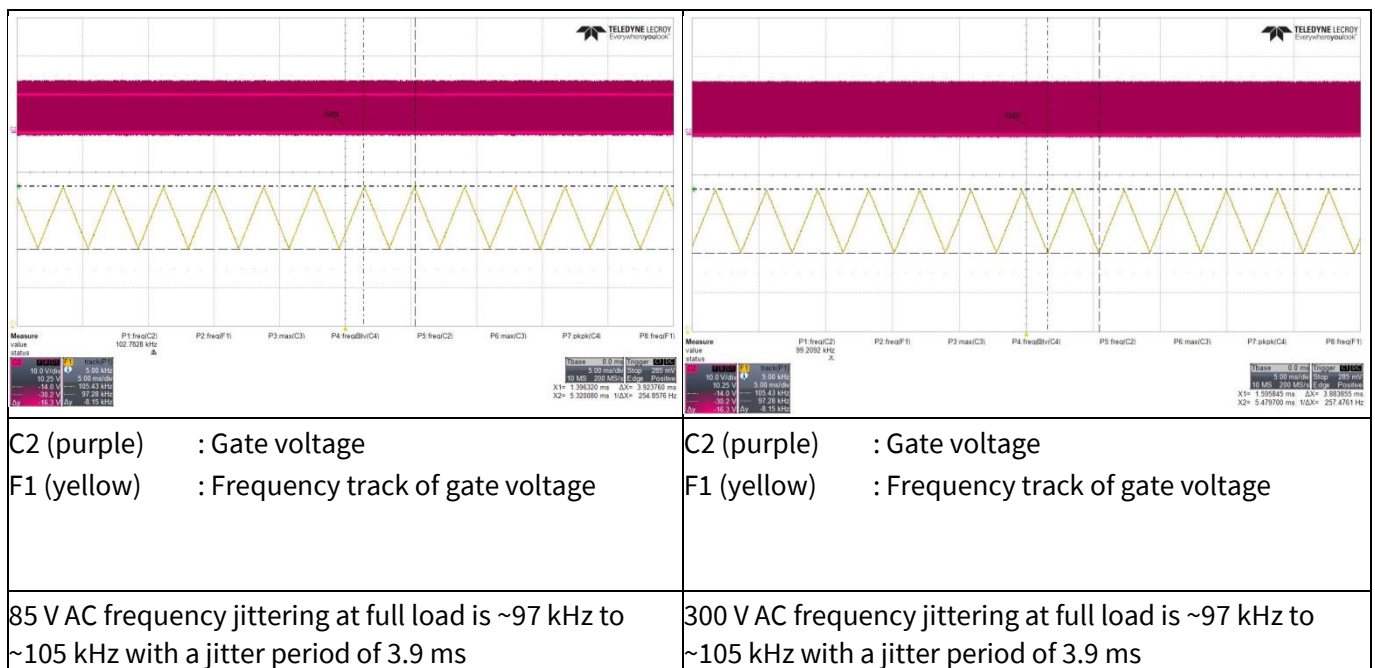 TELEDYNE LECROY
Everywhereyoulook
Measure P1:freq(C2) P2:freq(F1) P3:max(C3) P4:freq@lv(C4) P5:freq(C2) P6:max(C3) P7:pkpk(C4) P8:freq(F1)
value 102.7828 kHz
status
C2 F1 track(P1)
10.0 V/div 5.00 kHz
10.25 V 5.00 ms/div
-14.0 V 105.43 kHz
-30.2 V 97.28 kHz
Δy -16.3 V Δy -8.15 kHz
Tbase 0.0 ms Trigger C1 DC
5.00 ms/div Stop 285 mV
10 MS 200 MS/s Edge Positive
X1= 1.396320 ms ΔX= 3.923760 ms
X2= 5.320080 ms 1/ΔX= 254.8576 Hz
TELEDYNE LECROY
Everywhereyoulook
Measure P1:freq(C2) P2:freq(F1) P3:max(C3) P4:freq@lv(C4) P5:freq(C2) P6:max(C3) P7:pkpk(C4) P8:freq(F1)
value 99.2092 kHz
status
C2 F1 track(P1)
10.0 V/div 5.00 kHz
10.25 V 5.00 ms/div
-14.0 V 105.43 kHz
-30.2 V 97.28 kHz
Δy -16.3 V Δy -8.15 kHz
Tbase 0.0 ms Trigger C1 DC
5.00 ms/div Stop 285 mV
10 MS 200 MS/s Edge Positive
X1= 1.595845 ms ΔX= 3.883855 ms
X2= 5.479700 ms 1/ΔX= 257.4761 Hz
C2 (purple) : Gate voltage
F1 (yellow) : Frequency track of gate voltage
C2 (purple) : Gate voltage
F1 (yellow) : Frequency track of gate voltage
85 V AC frequency jittering at full load is ~97 kHz to
~105 kHz with a jitter period of 3.9 ms
300 V AC frequency jittering at full load is ~97 kHz to
~105 kHz with a jitter period of 3.9 ms